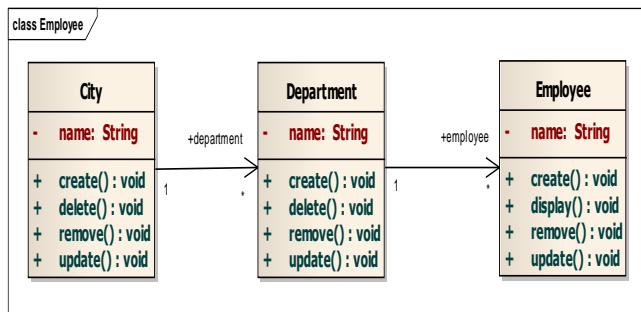 class Employee
City
- name: String
+ create() : void
+ delete() : void
+ remove() : void
+ update() : void
+department
1
*
Department
- name: String
+ create() : void
+ delete() : void
+ remove() : void
+ update() : void
+employee
1
*
Employee
- name: String
+ create() : void
+ display() : void
+ remove() : void
+ update() : void